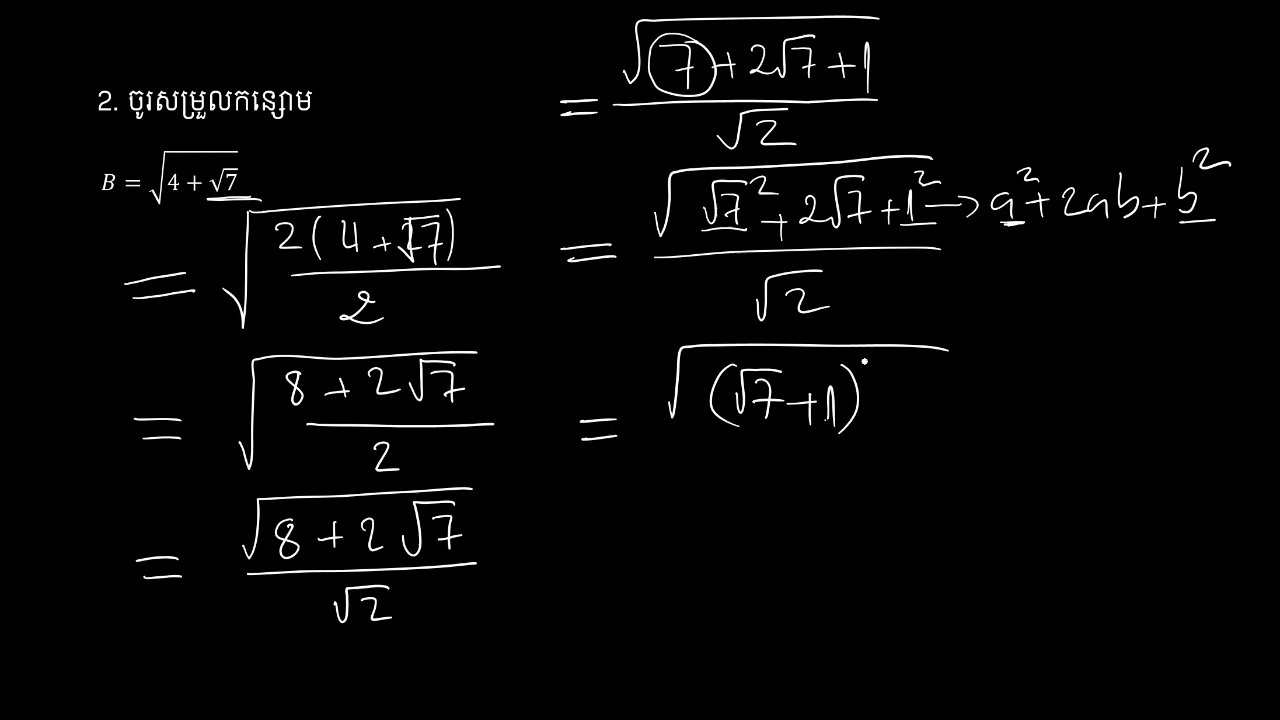 2. ចូរសម្រួលកន្សោម
B = √(4 + √7)
= √(2(4 + √7)/2)
= √((8 + 2√7)/2)
= √(8 + 2√7)/√2
= √(7 + 2√7 + 1)/√2
= √(√7² + 2√7 + 1²)/√2 → a² + 2ab + b²
= √(√7 + 1)